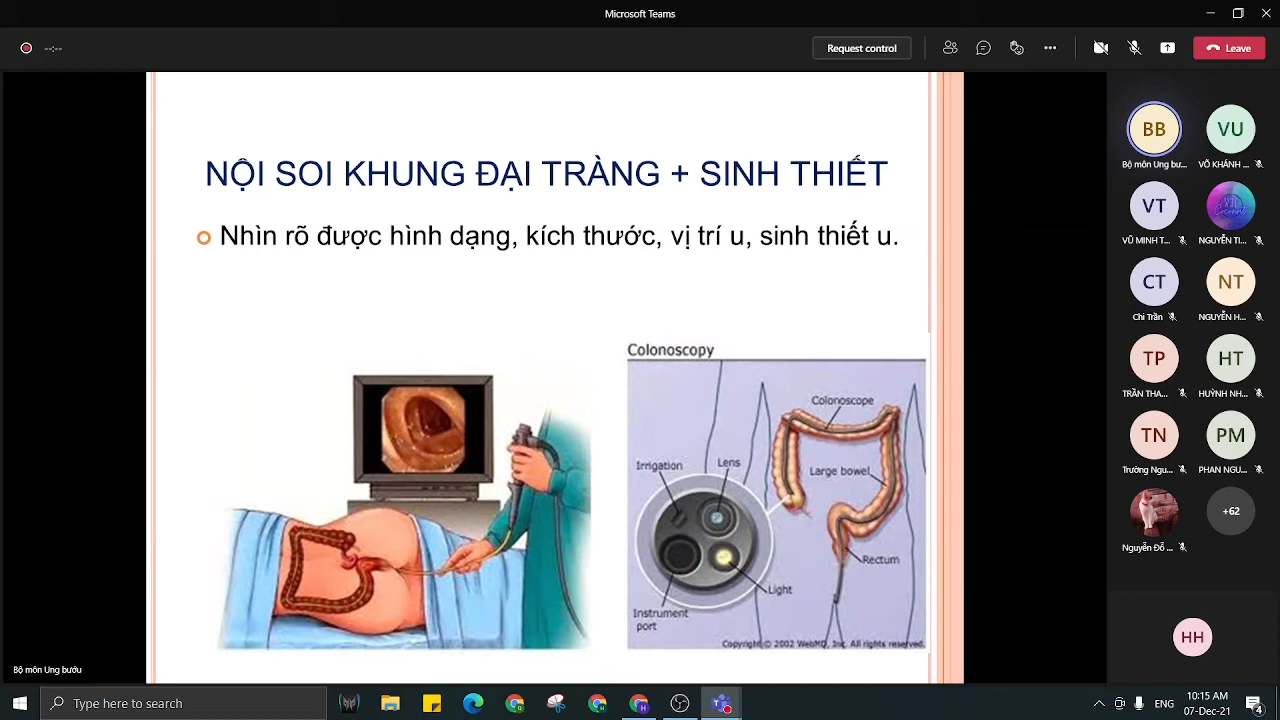 Microsoft Teams
--:--
Request control
Leave
NỘI SOI KHUNG ĐẠI TRÀNG + SINH THIẾT
Nhìn rõ được hình dạng, kích thước, vị trí u, sinh thiết u.
Colonoscopy
Colonoscope
Irrigation
Lens
Large bowel
Rectum
Light
Instrument
port
Copyright © 2002 WebMD, Inc. All rights reserved.
Bộ môn Ung bướu
BB
VU
Bộ môn Ung bư...
VÕ KHÁNH ...
VT
VÕ MINH T...
NGUYỄN H...
CT
NT
Chi Trần
NGUYỄN H...
TP
HT
TRẦN THA...
HUỲNH NH...
TN
PM
Trường Ngu...
PHAN NGU...
+62
Nguyễn Đỗ...
HH
Type here to search
ENG
10:15 AM
07-Dec-21